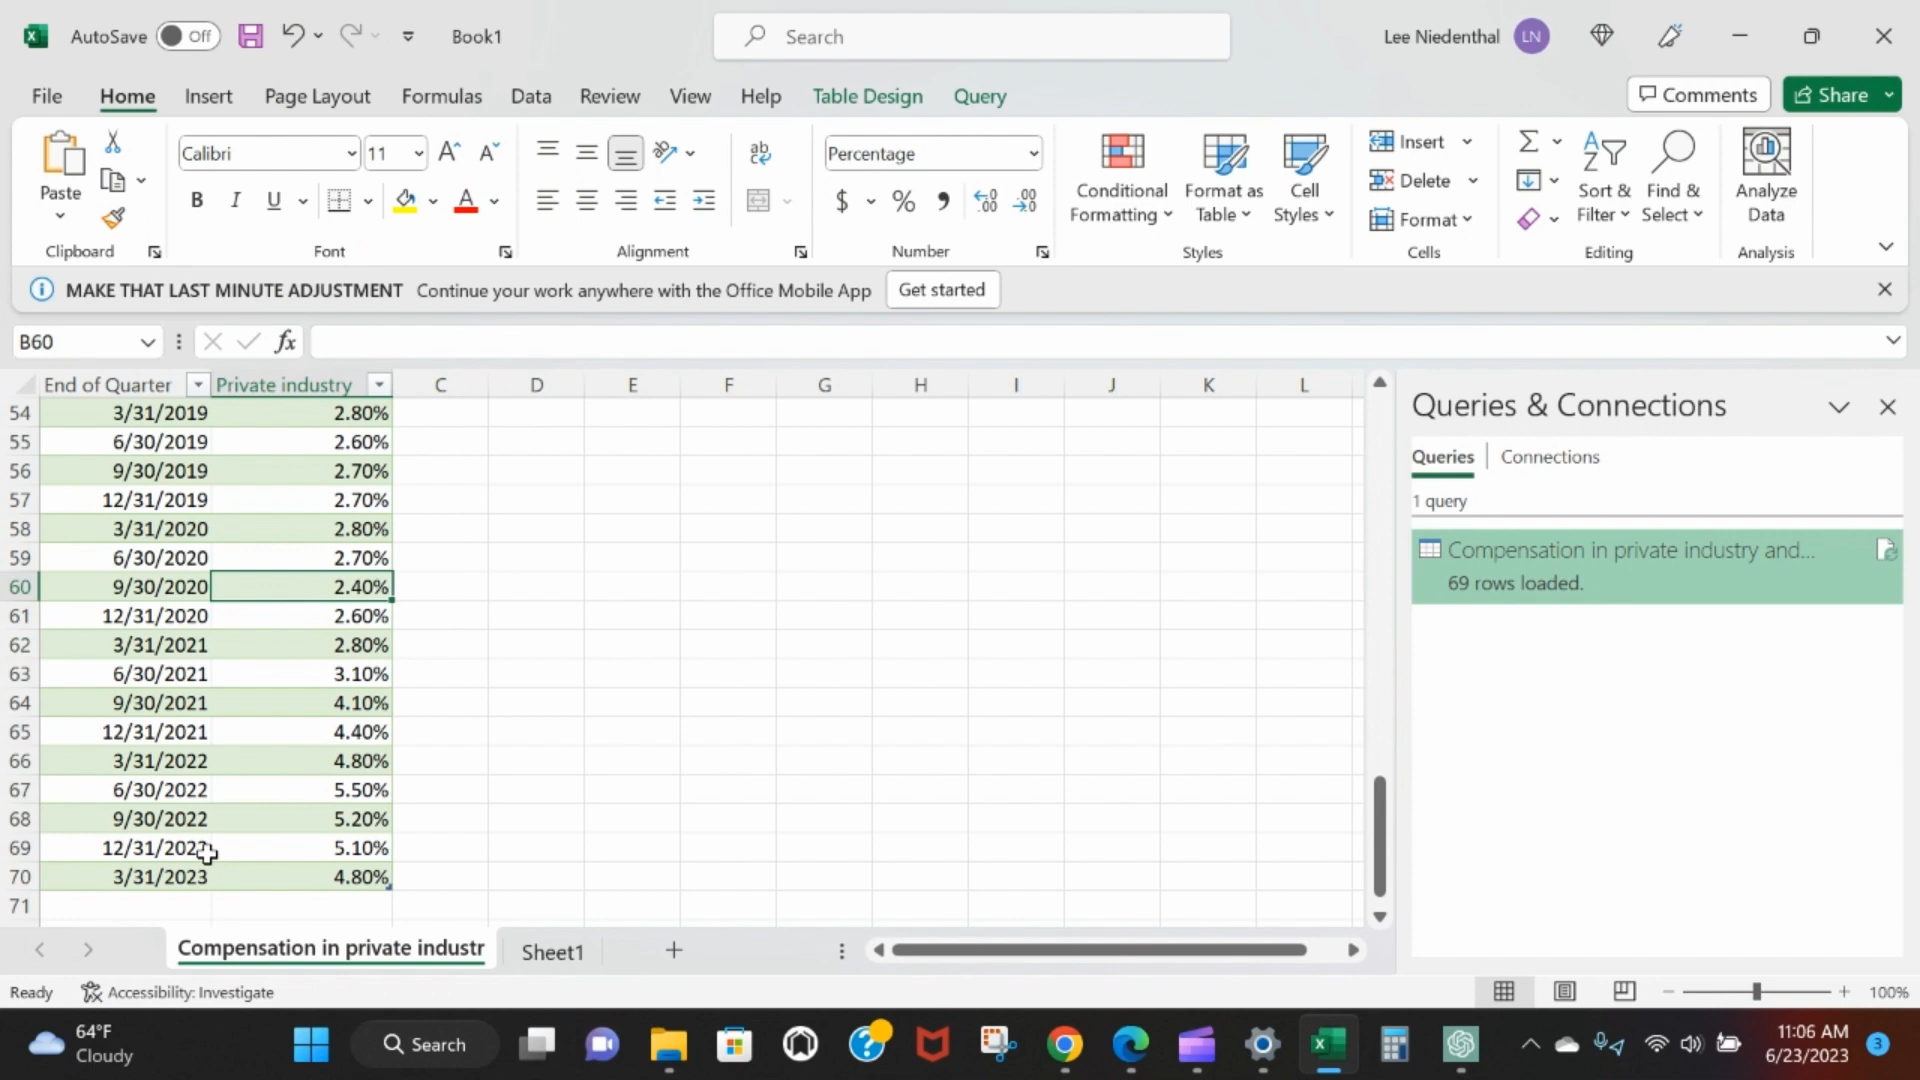 AutoSave Off Book1 Search Lee Niedenthal LN
File Home Insert Page Layout Formulas Data Review View Help Table Design Query Comments Share
Calibri 11 Percentage
Paste
B I U $ % ,
Conditional Formatting
Format as Table
Cell Styles
Insert
Delete
Format
Sort & Filter
Find & Select
Analyze Data
Clipboard Font Alignment Number Styles Cells Editing Analysis
MAKE THAT LAST MINUTE ADJUSTMENT Continue your work anywhere with the Office Mobile App Get started
B60 fx
End of Quarter Private industry C D E F G H I J K L
54 3/31/2019 2.80%
55 6/30/2019 2.60%
56 9/30/2019 2.70%
57 12/31/2019 2.70%
58 3/31/2020 2.80%
59 6/30/2020 2.70%
60 9/30/2020 2.40%
61 12/31/2020 2.60%
62 3/31/2021 2.80%
63 6/30/2021 3.10%
64 9/30/2021 4.10%
65 12/31/2021 4.40%
66 3/31/2022 4.80%
67 6/30/2022 5.50%
68 9/30/2022 5.20%
69 12/31/2022 5.10%
70 3/31/2023 4.80%
71
Queries & Connections
Queries Connections
1 query
Compensation in private industry and...
69 rows loaded.
Compensation in private industr Sheet1
Ready Accessibility: Investigate 100%
64°F
Cloudy
Search
11:06 AM
6/23/2023
3